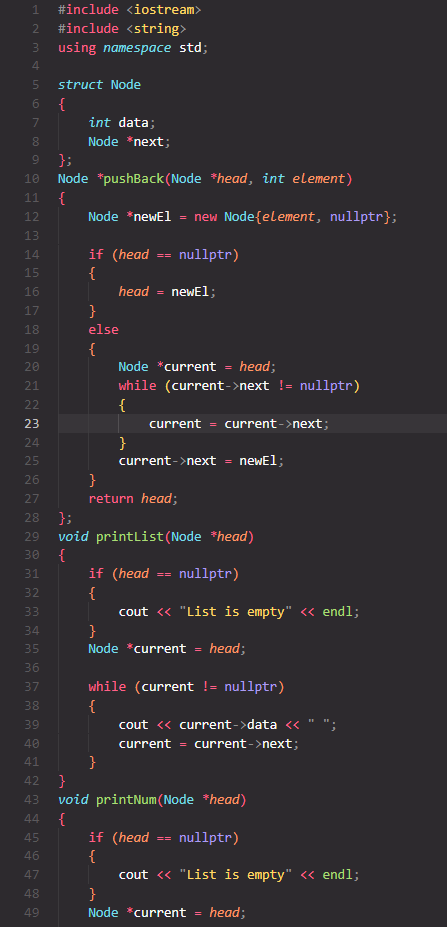 1 #include <iostream>
2 #include <string>
3 using namespace std;
4
5 struct Node
6 {
7     int data;
8     Node *next;
9 };
10 Node *pushBack(Node *head, int element)
11 {
12     Node *newEl = new Node{element, nullptr};
13
14     if (head == nullptr)
15     {
16         head = newEl;
17     }
18     else
19     {
20         Node *current = head;
21         while (current->next != nullptr)
22         {
23             current = current->next;
24         }
25         current->next = newEl;
26     }
27     return head;
28 };
29 void printList(Node *head)
30 {
31     if (head == nullptr)
32     {
33         cout << "List is empty" << endl;
34     }
35     Node *current = head;
36
37     while (current != nullptr)
38     {
39         cout << current->data << " ";
40         current = current->next;
41     }
42 }
43 void printNum(Node *head)
44 {
45     if (head == nullptr)
46     {
47         cout << "List is empty" << endl;
48     }
49     Node *current = head;